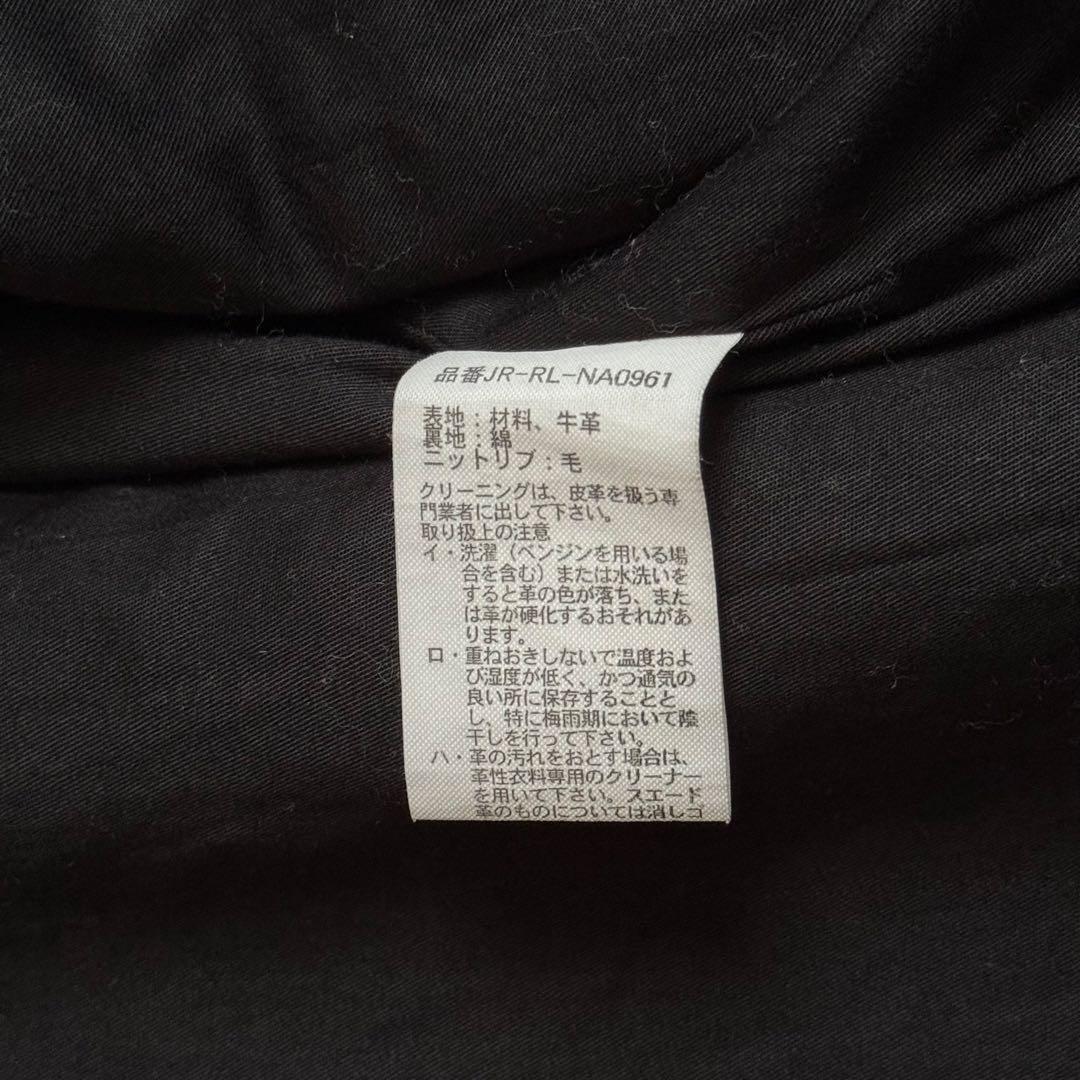 品番JR-RL-NA0961
表地：材料、牛革
裏地：綿
ニットリブ：毛
クリーニングは、皮革を扱う専
門業者に出して下さい。
取り扱上の注意
イ・洗濯（ベンジンを用いる場
合を含む）または水洗いを
すると革の色が落ち、また
は革が硬化するおそれがあ
ります。
ロ・重ねおきしないで温度およ
び湿度が低く、かつ通気の
良い所に保存することと
し、特に梅雨期において陰
干しを行って下さい。
ハ・革の汚れをおとす場合は、
革性衣料専用のクリーナー
を用いて下さい。スエード
革のものについては消しゴ